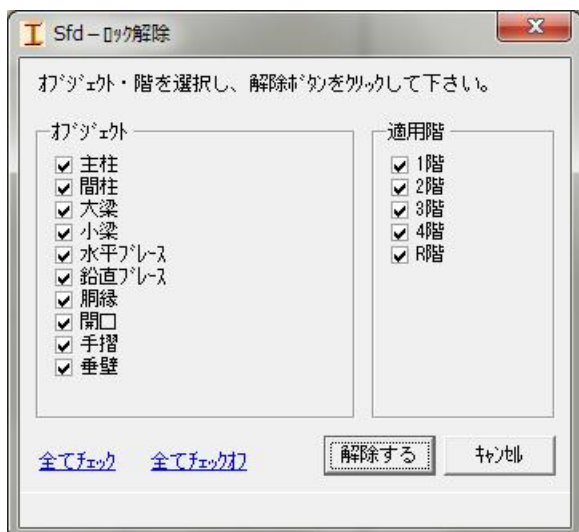 Sfd－ﾛｯｸ解除
ｵﾌﾞｼﾞｪｸﾄ・階を選択し、解除ﾎﾞﾀﾝをｸﾘｯｸして下さい。
ｵﾌﾞｼﾞｪｸﾄ
主柱
間柱
大梁
小梁
水平ﾌﾞﾚｰｽ
鉛直ﾌﾞﾚｰｽ
胴縁
開口
手摺
垂壁
適用階
1階
2階
3階
4階
R階
全てﾁｪｯｸ
全てﾁｪｯｸｵﾌ
解除する
ｷｬﾝｾﾙ